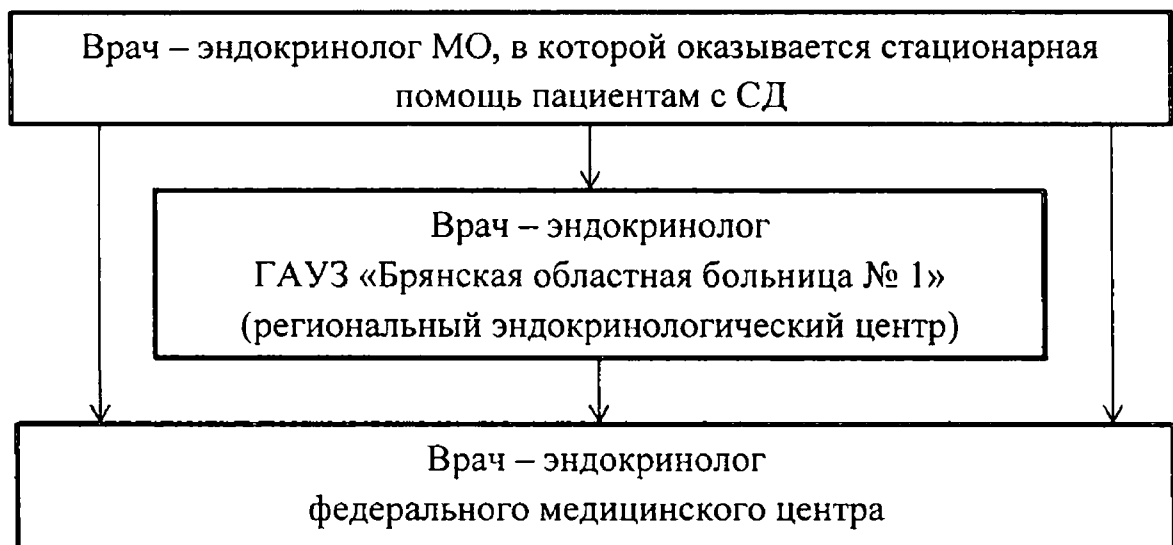 Врач – эндокринолог МО, в которой оказывается стационарная
помощь пациентам с СД
Врач – эндокринолог
ГАУЗ «Брянская областная больница № 1»
(региональный эндокринологический центр)
Врач – эндокринолог
федерального медицинского центра